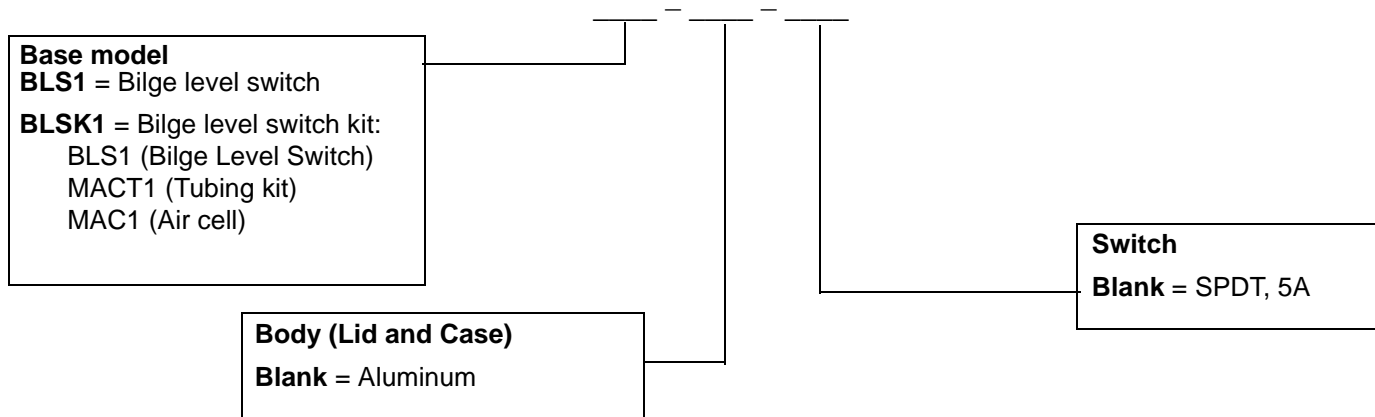 ____ – ____ – ____
Base model
BLS1 = Bilge level switch
BLSK1 = Bilge level switch kit:
BLS1 (Bilge Level Switch)
MACT1 (Tubing kit)
MAC1 (Air cell)
Switch
Blank = SPDT, 5A
Body (Lid and Case)
Blank = Aluminum